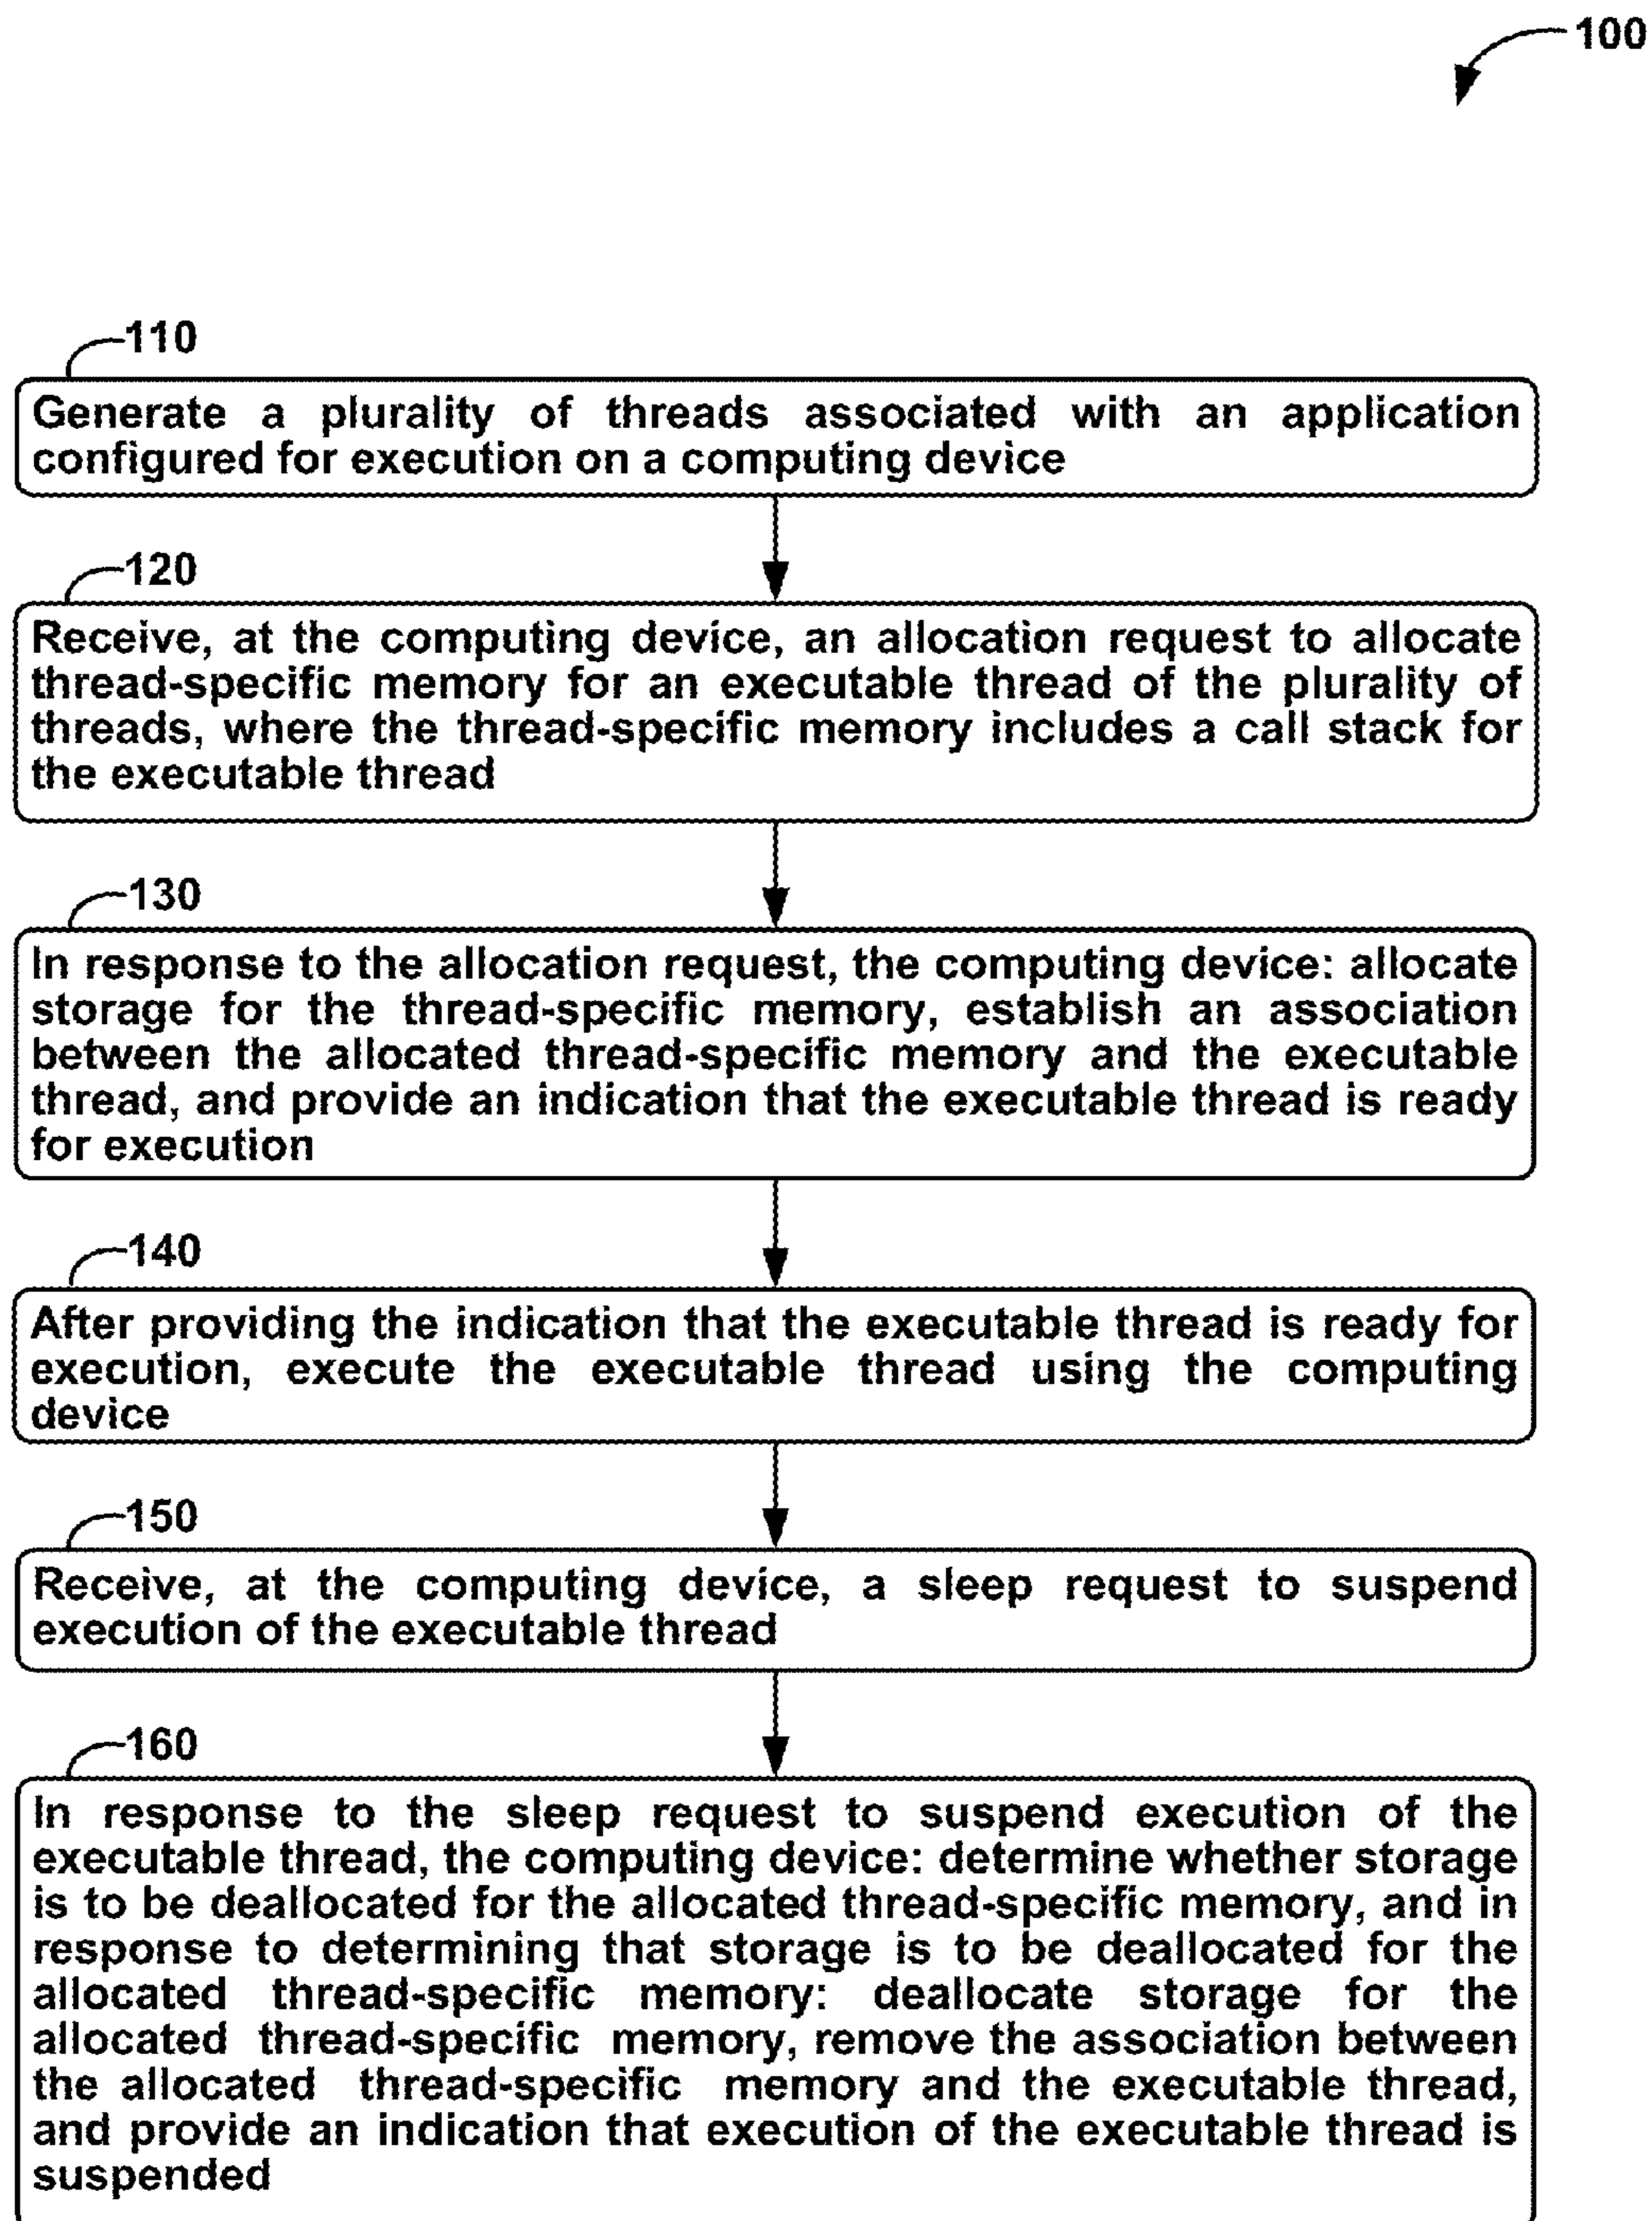 100
110
Generate a plurality of threads associated with an application
configured for execution on a computing device
120
Receive, at the computing device, an allocation request to allocate
thread-specific memory for an executable thread of the plurality of
threads, where the thread-specific memory includes a call stack for
the executable thread
130
In response to the allocation request, the computing device: allocate
storage for the thread-specific memory, establish an association
between the allocated thread-specific memory and the executable
thread, and provide an indication that the executable thread is ready
for execution
140
After providing the indication that the executable thread is ready for
execution, execute the executable thread using the computing
device
150
Receive, at the computing device, a sleep request to suspend
execution of the executable thread
160
In response to the sleep request to suspend execution of the
executable thread, the computing device: determine whether storage
is to be deallocated for the allocated thread-specific memory, and in
response to determining that storage is to be deallocated for the
allocated thread-specific memory: deallocate storage for the
allocated thread-specific memory, remove the association between
the allocated thread-specific memory and the executable thread,
and provide an indication that execution of the executable thread is
suspended